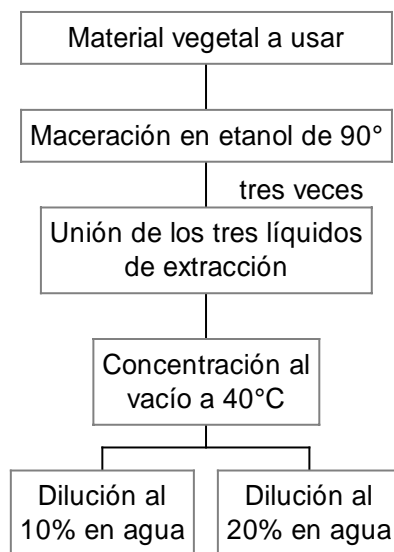 Material vegetal a usar
Maceración en etanol de 90°
tres veces
Unión de los tres líquidos
de extracción
Concentración al
vacío a 40°C
Dilución al
10% en agua
Dilución al
20% en agua